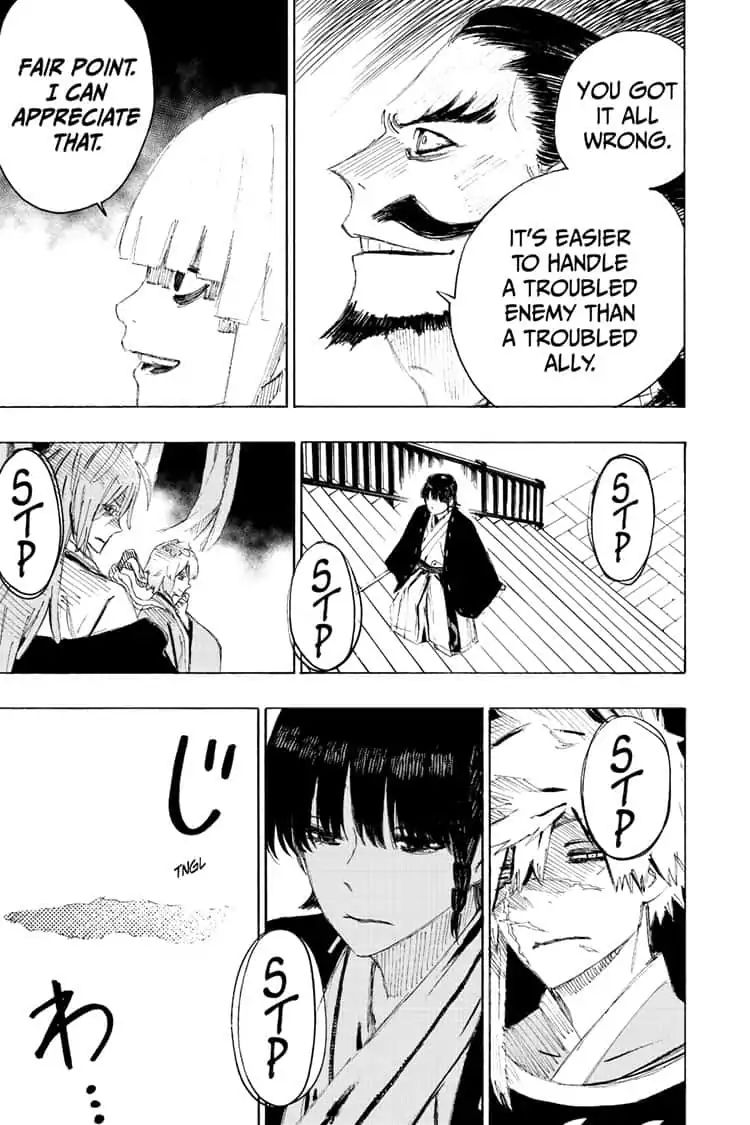 YOU GOT
IT ALL
WRONG.
IT'S EASIER
TO HANDLE
A TROUBLED
ENEMY THAN
A TROUBLED
ALLY.
FAIR POINT.
I CAN
APPRECIATE
THAT.
STP
STP
STP
STP
STP
じ
TNGL
わ…